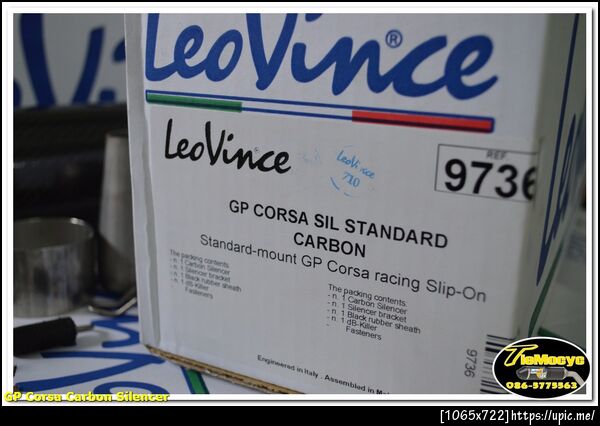 LeoVince®
LeoVince
LeoVince
710
REF
9736
GP CORSA SIL STANDARD
CARBON
Standard-mount GP Corsa racing Slip-On
The packing contents
- n. 1 Carbon Silencer
- n. 1 Silencer bracket
- n. 1 Black rubber sheath
- n. 1 dB-Killer
Fasteners
The packing contents
- n. 1 Carbon Silencer
- n. 1 Silencer bracket
- n. 1 Black rubber sheath
- n. 1 dB-Killer
- Fasteners
Engineered in Italy . Assembled in
9736
TleMocyc
086-5775563
GP Corsa Carbon Silencer
[1065x722]https://upic.me/